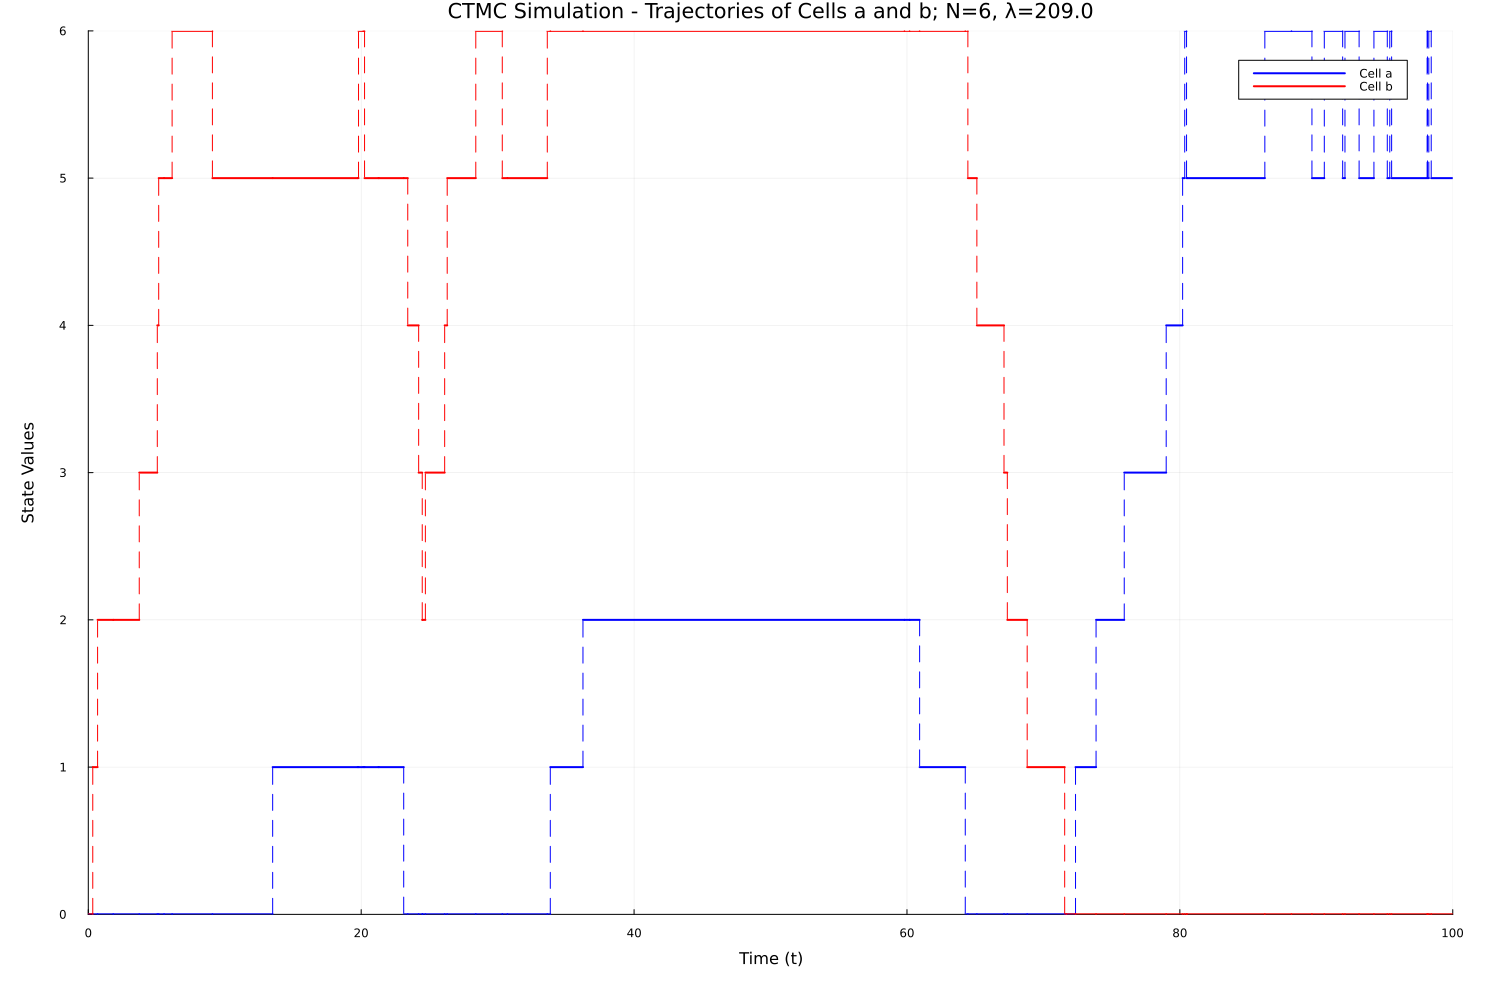 CTMC Simulation - Trajectories of Cells a and b; N=6, λ=209.0
6
Cell a
Cell b
5
4
3
State Values
2
1
0
0 20 40 60 80 100
Time (t)